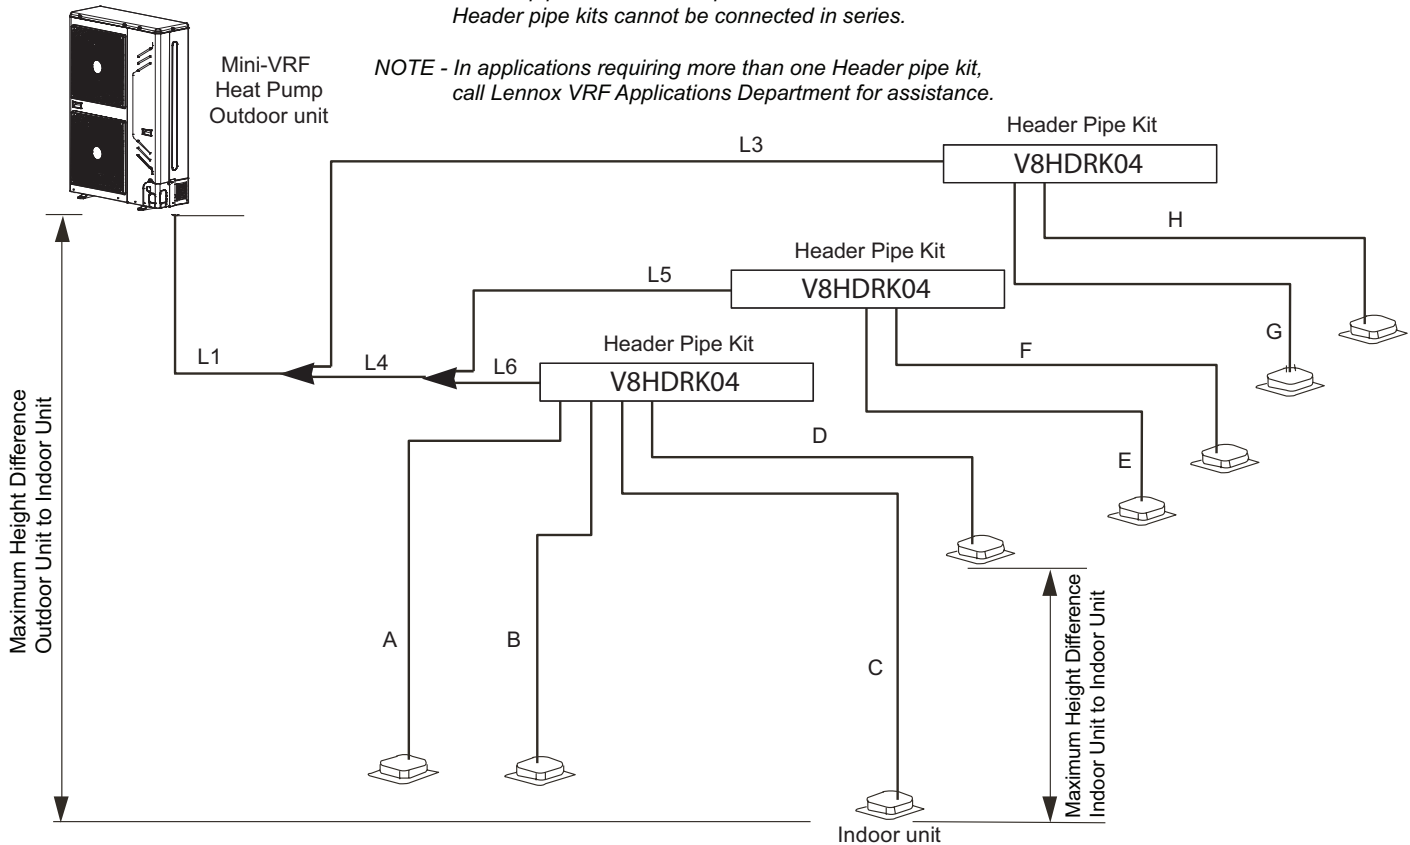 Header pipe kits cannot be connected in series.
NOTE - In applications requiring more than one Header pipe kit,
call Lennox VRF Applications Department for assistance.
Mini-VRF
Heat Pump
Outdoor unit
Header Pipe Kit
V8HDRK04
L3
H
Header Pipe Kit
V8HDRK04
L5
G
F
Header Pipe Kit
V8HDRK04
L1
L4
L6
D
E
A
B
C
Maximum Height Difference
Outdoor Unit to Indoor Unit
Maximum Height Difference
Indoor Unit to Indoor Unit
Indoor unit